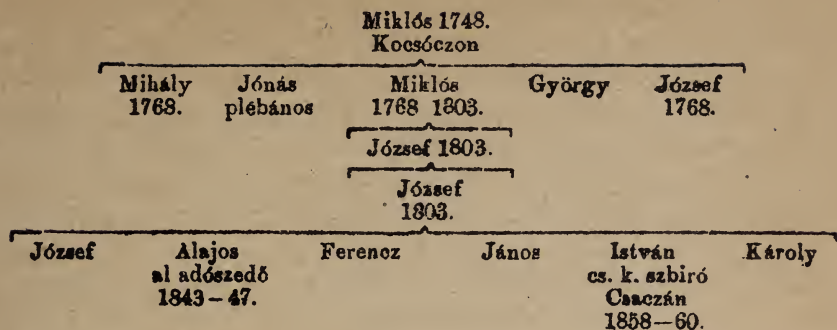 Miklós 1748.
Kocsóczon
Mihály Jónás Miklós György József
1768. plébános 1768 1803. 1768.
József 1803.
József
1803.
József Alajos Ferencz János István Károly
al adószedő cs. k. szbiró
1843–47. Csaczán
1858–60.